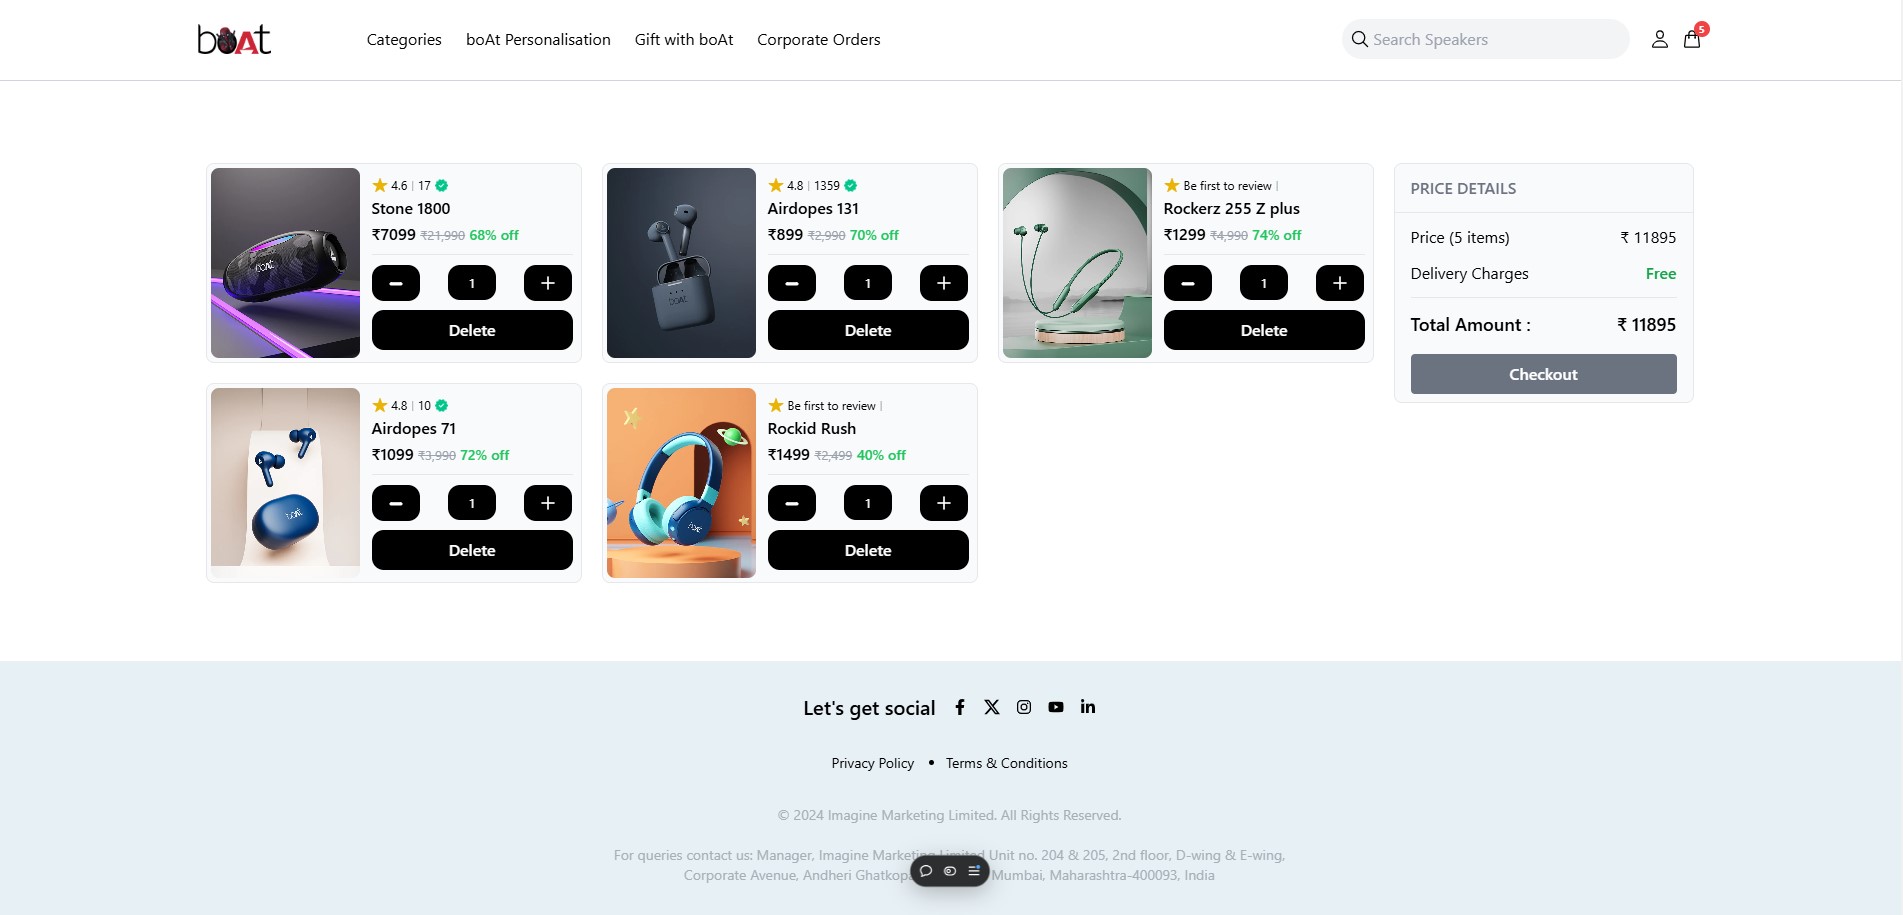 boAt
Categories boAt Personalisation Gift with boAt Corporate Orders
Search Speakers
5
4.6 | 17
Stone 1800
₹7099 ₹21,990 68% off
1
Delete
boAt
4.8 | 1359
Airdopes 131
₹899 ₹2,990 70% off
1
Delete
boAt
Be first to review |
Rockerz 255 Z plus
₹1299 ₹4,990 74% off
1
Delete
PRICE DETAILS
Price (5 items) ₹ 11895
Delivery Charges Free
Total Amount : ₹ 11895
Checkout
4.8 | 10
Airdopes 71
₹1099 ₹3,990 72% off
1
Delete
boAt
Be first to review |
Rockid Rush
₹1499 ₹2,499 40% off
1
Delete
boAt
Let's get social
Privacy Policy • Terms & Conditions
© 2024 Imagine Marketing Limited. All Rights Reserved.
For queries contact us: Manager, Imagine Marketing Limited Unit no. 204 & 205, 2nd floor, D-wing & E-wing,
Corporate Avenue, Andheri Ghatkopa Mumbai, Maharashtra-400093, India